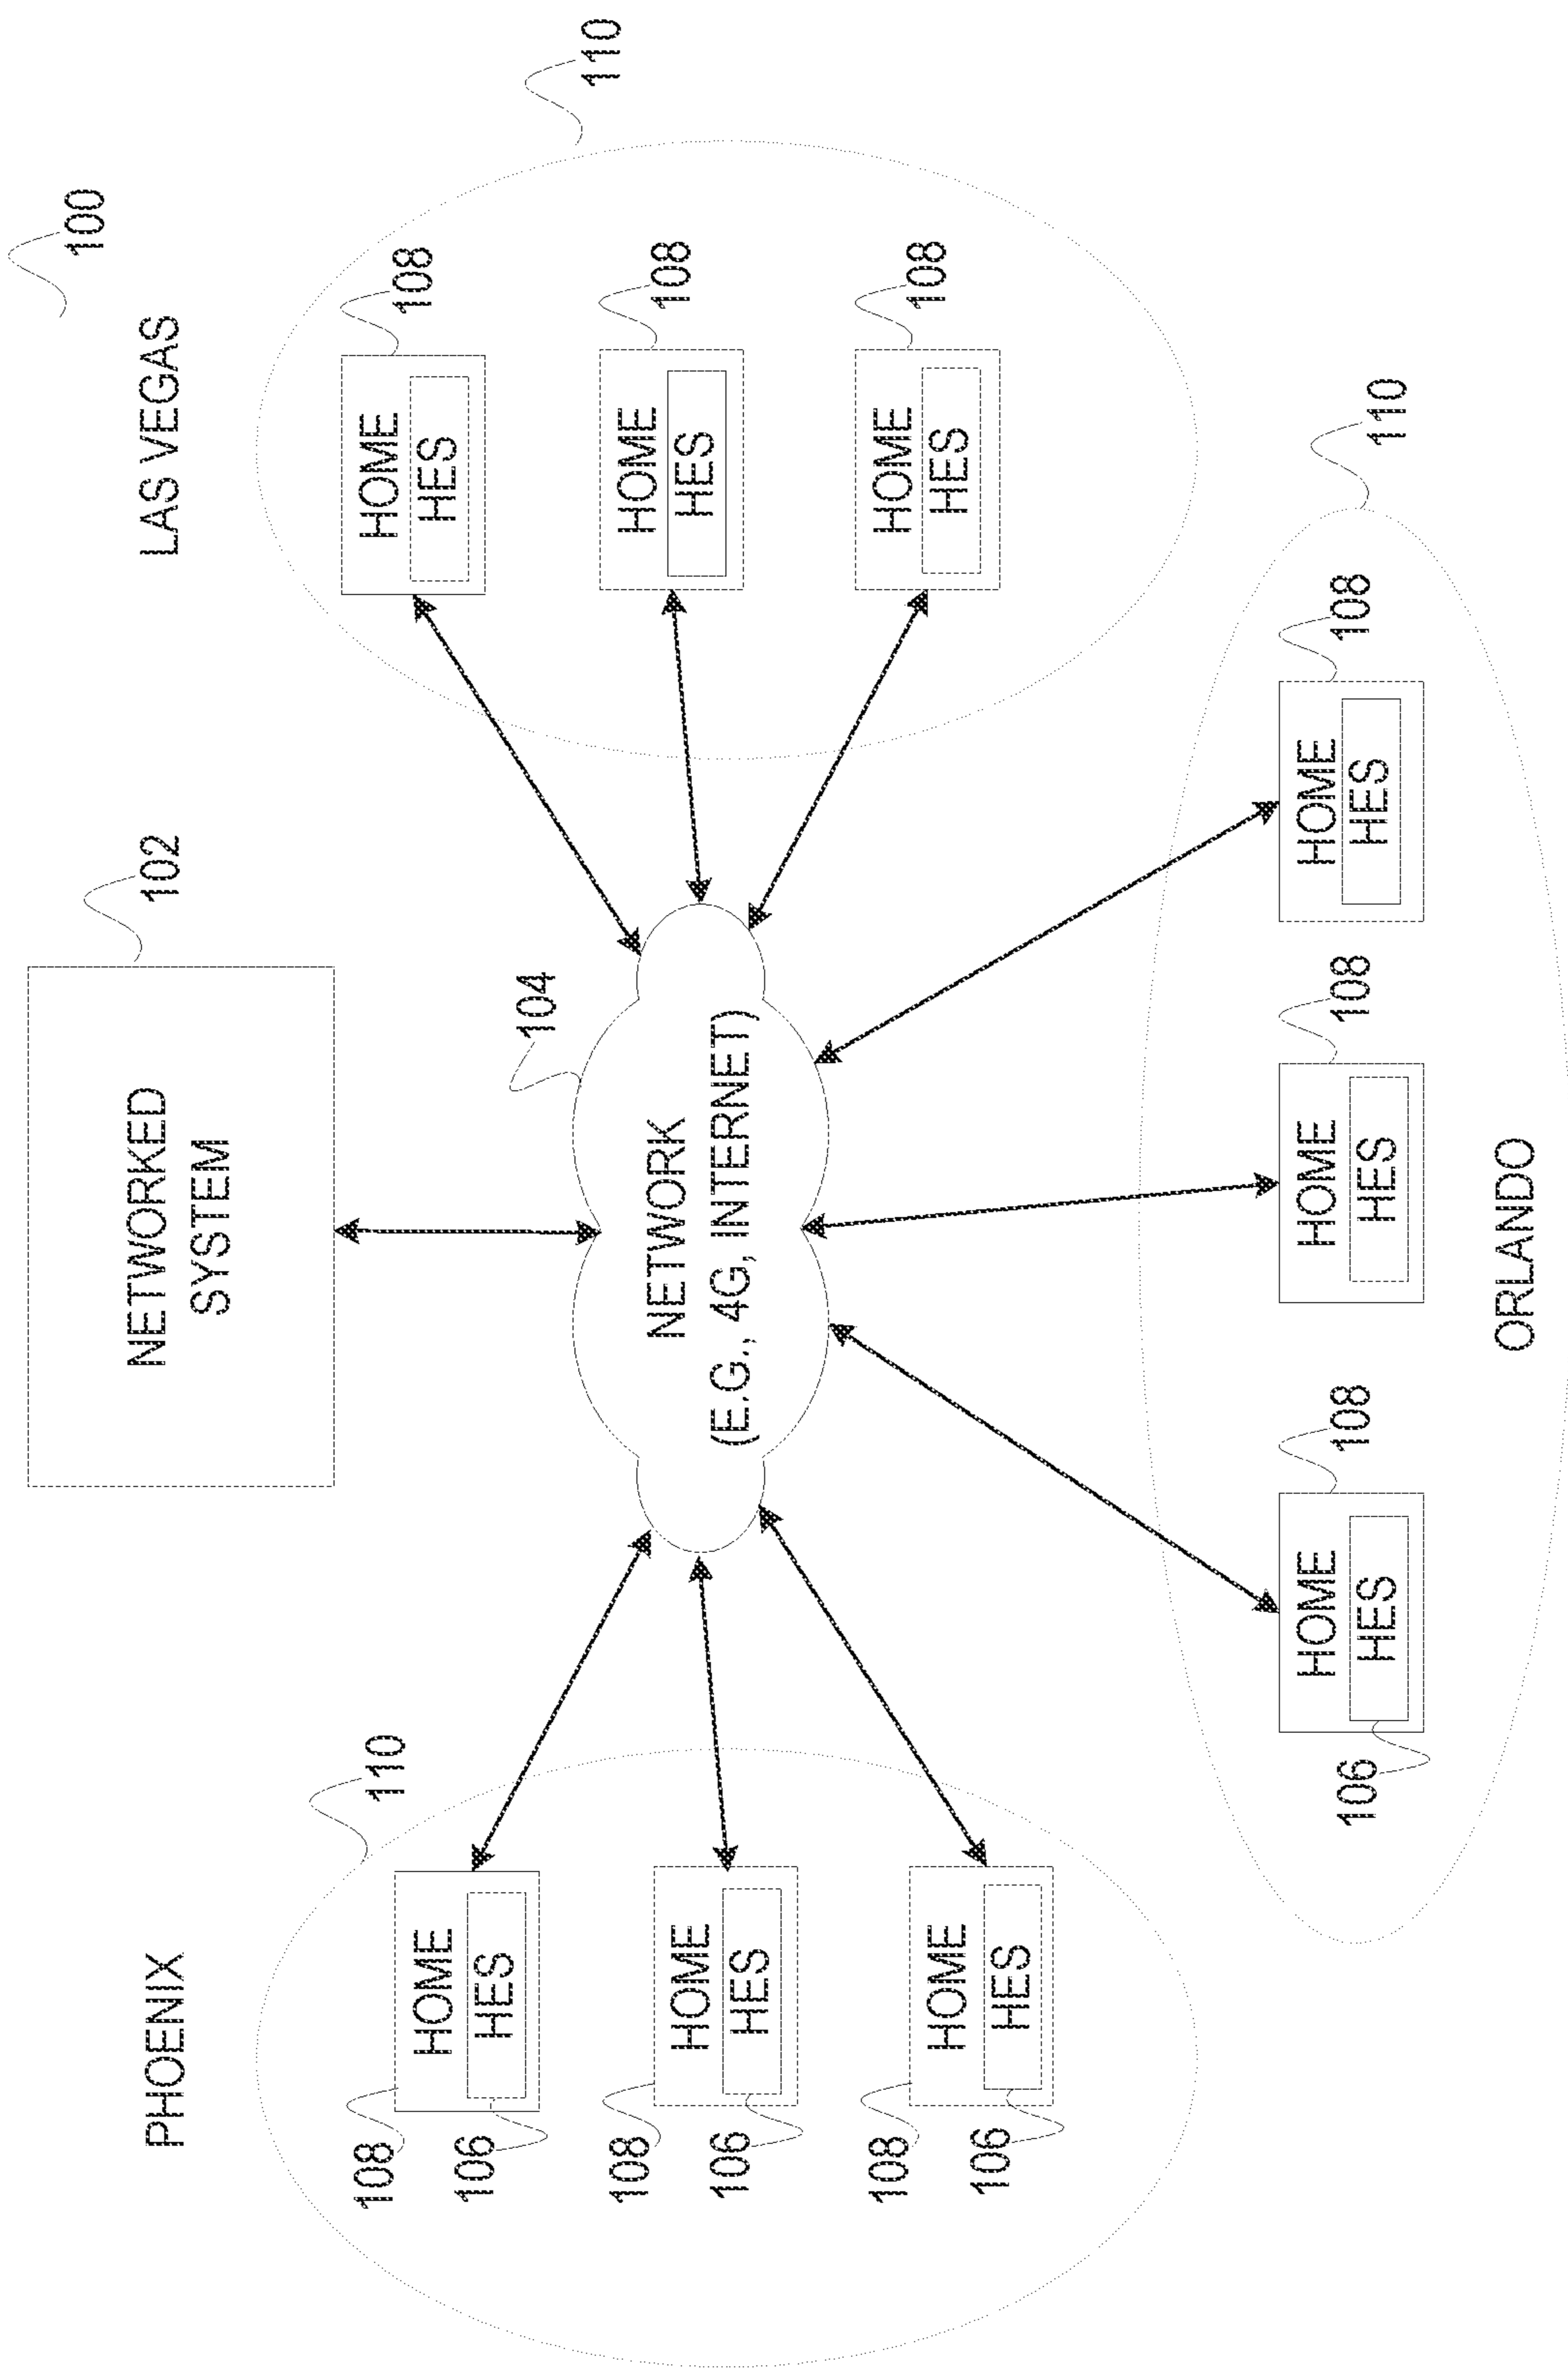 100
PHOENIX
LAS VEGAS
NETWORKED
SYSTEM
102
110
HOME
HES
108
106
HOME
HES
108
106
HOME
HES
108
106
104
NETWORK
(E.G., 4G, INTERNET)
110
HOME
HES
108
HOME
HES
108
HOME
HES
108
110
HOME
HES
108
106
HOME
HES
108
HOME
HES
108
ORLANDO